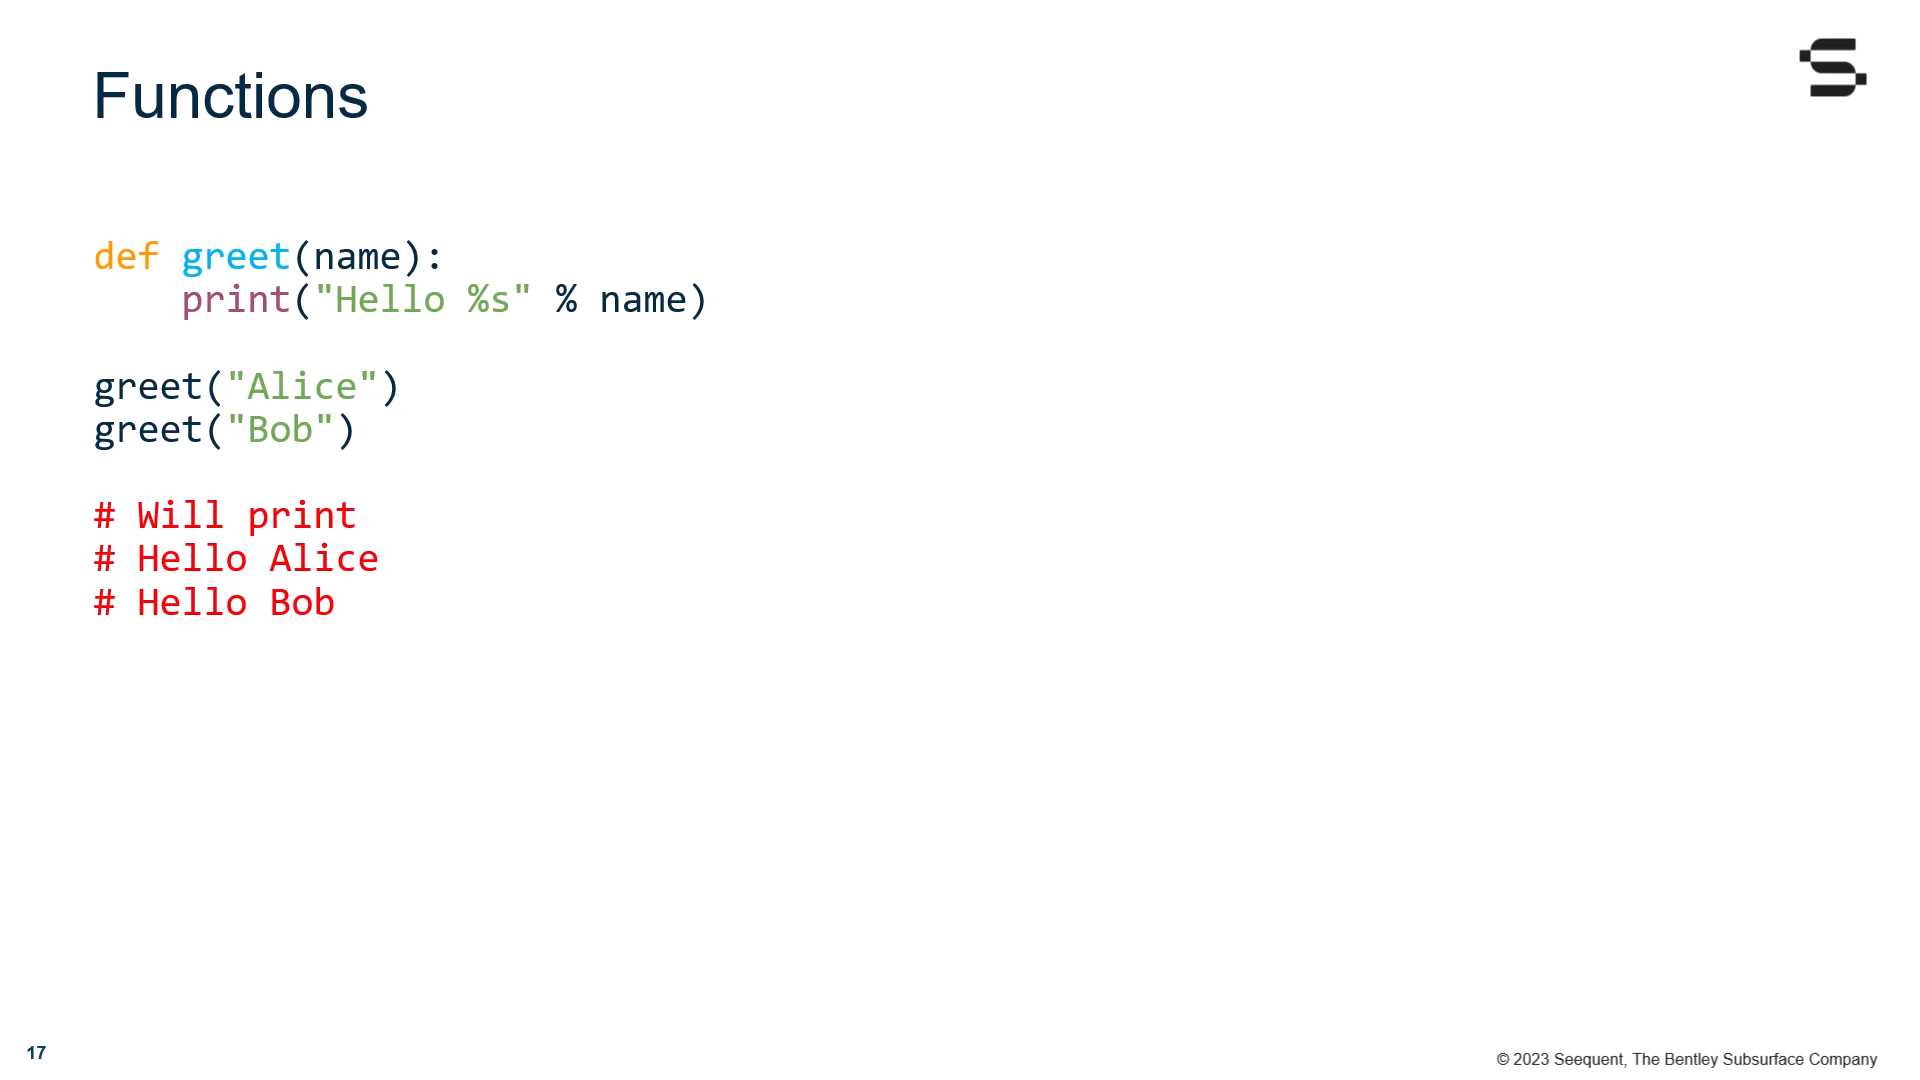 Functions
def greet(name):
    print("Hello %s" % name)
greet("Alice")
greet("Bob")
# Will print
# Hello Alice
# Hello Bob
17
© 2023 Seequent, The Bentley Subsurface Company